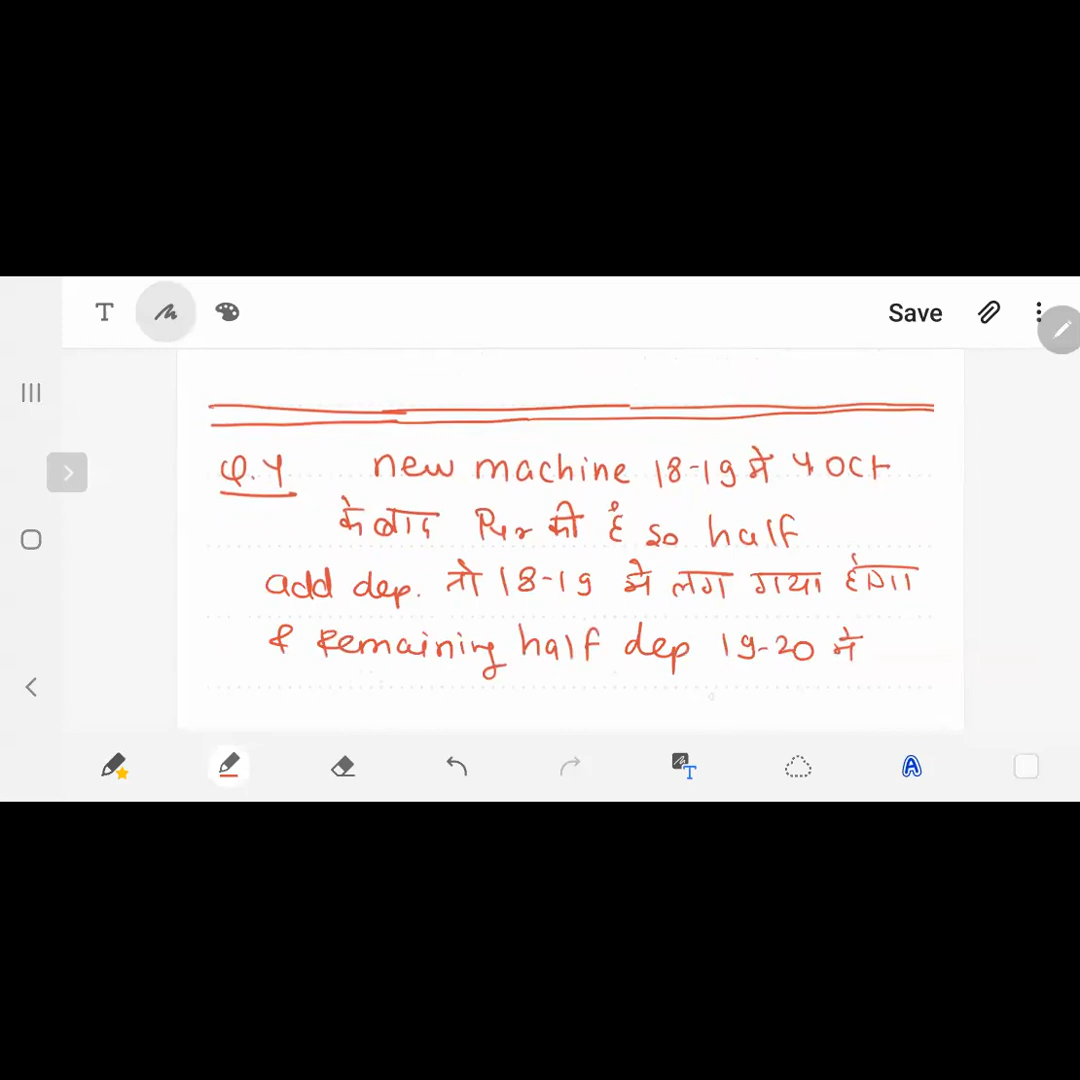 T
Save
Q.4 new machine 18-19 में 4 oct
के बाद Pur की है so half
add dep. तो 18-19 में लग गया होगा
& Remaining half dep 19-20 में